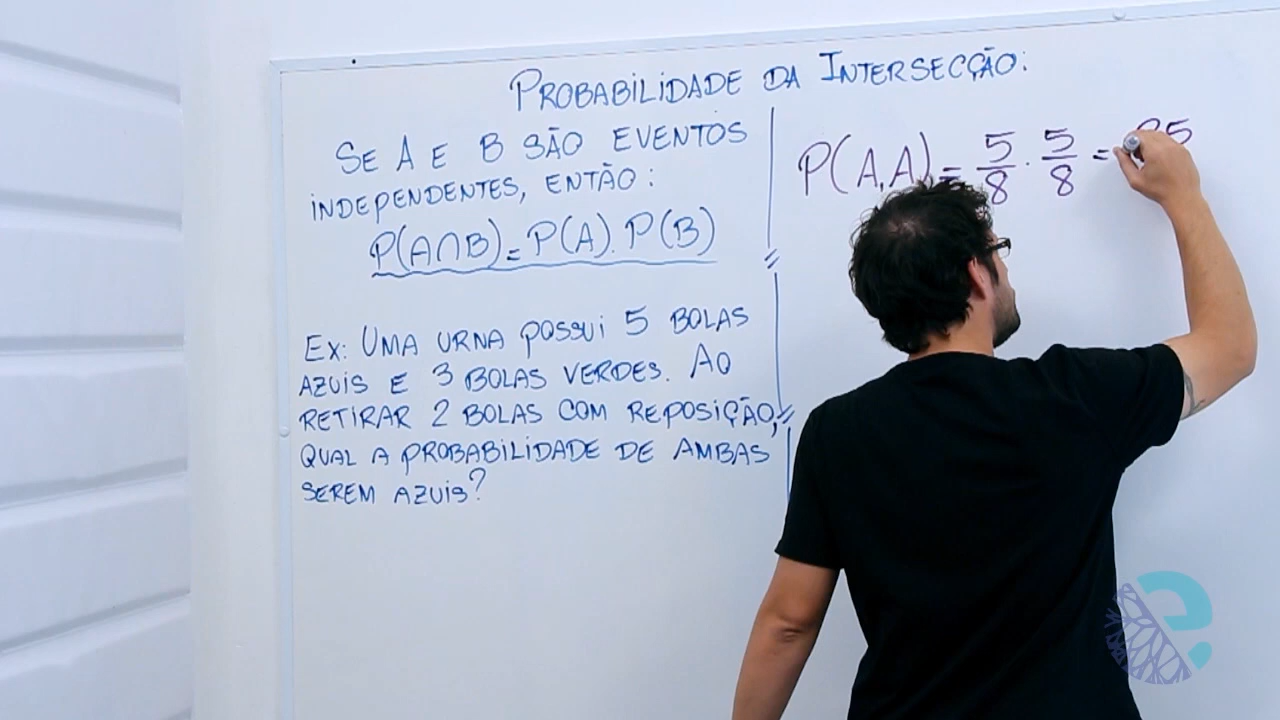 PROBABILIDADE DA INTERSECÇÃO:
SE A E B SÃO EVENTOS
INDEPENDENTES, ENTÃO:
P(A∩B) = P(A). P(B)
EX: UMA URNA POSSUI 5 BOLAS
AZUIS E 3 BOLAS VERDES. AO
RETIRAR 2 BOLAS COM REPOSIÇÃO,
QUAL A PROBABILIDADE DE AMBAS
SEREM AZUIS?
P(A,A) = 5/8 . 5/8 =